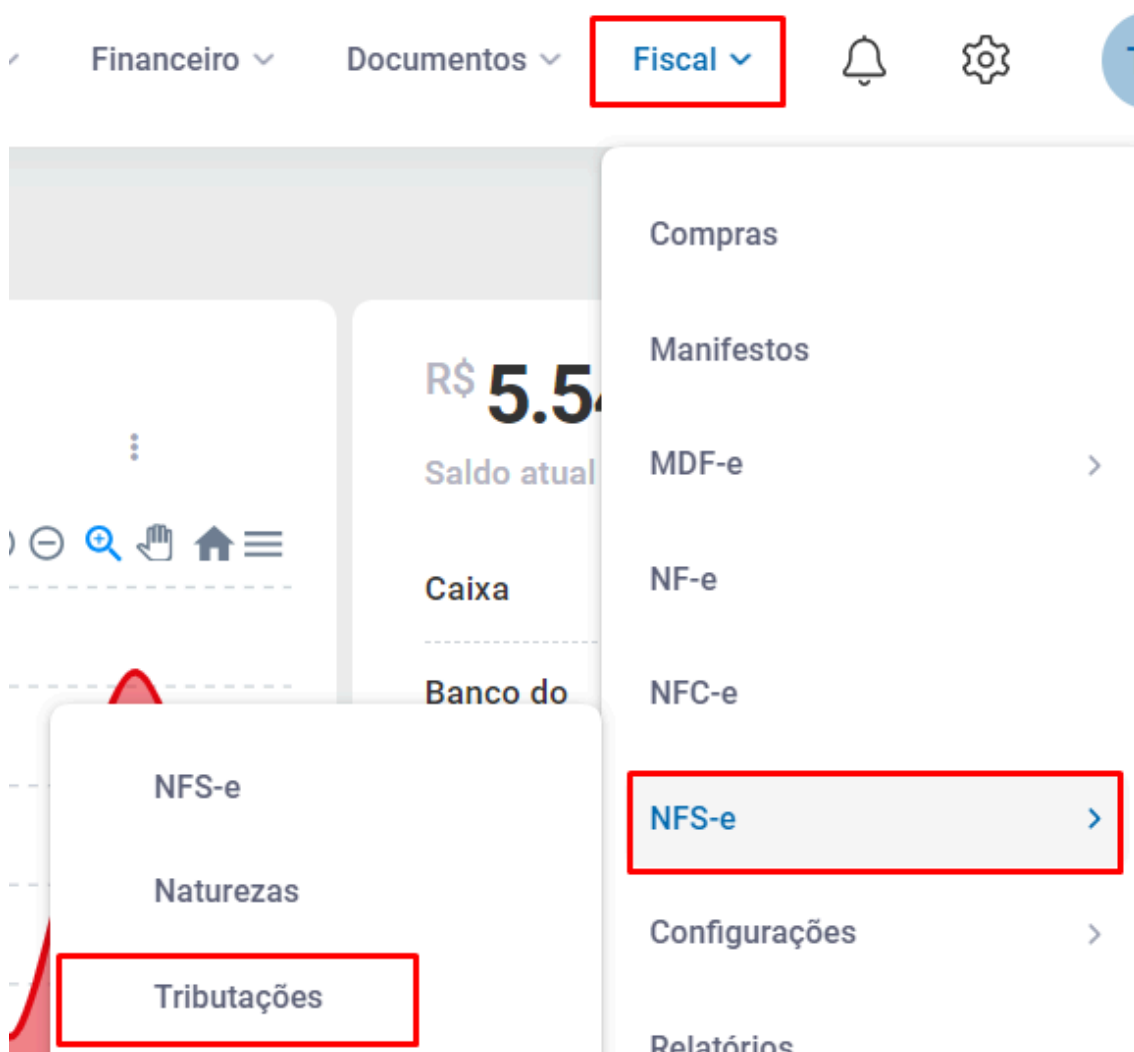 Financeiro
Documentos
Fiscal
Compras
Manifestos
MDF-e
NF-e
NFC-e
NFS-e
Configurações
Relatórios
R$ 5.5
Saldo atual
Caixa
Banco do
NFS-e
Naturezas
Tributações